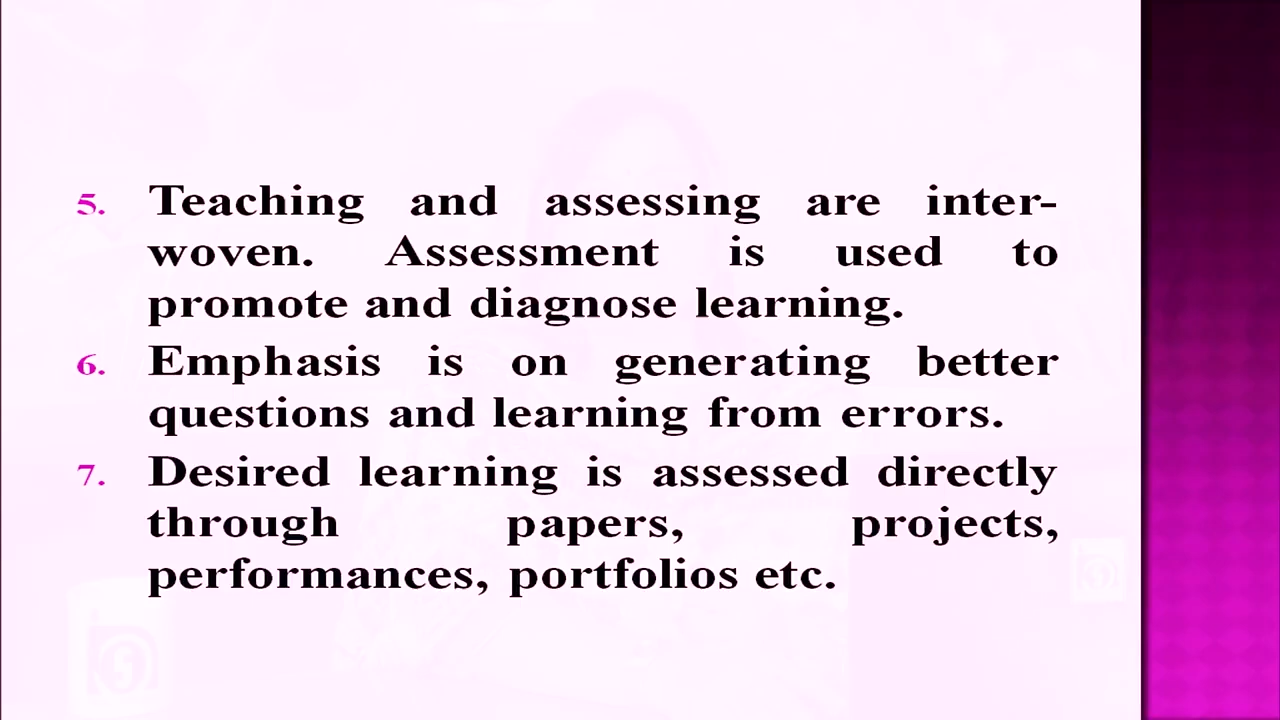 5. Teaching and assessing are inter-
woven. Assessment is used to
promote and diagnose learning.
6. Emphasis is on generating better
questions and learning from errors.
7. Desired learning is assessed directly
through papers, projects,
performances, portfolios etc.